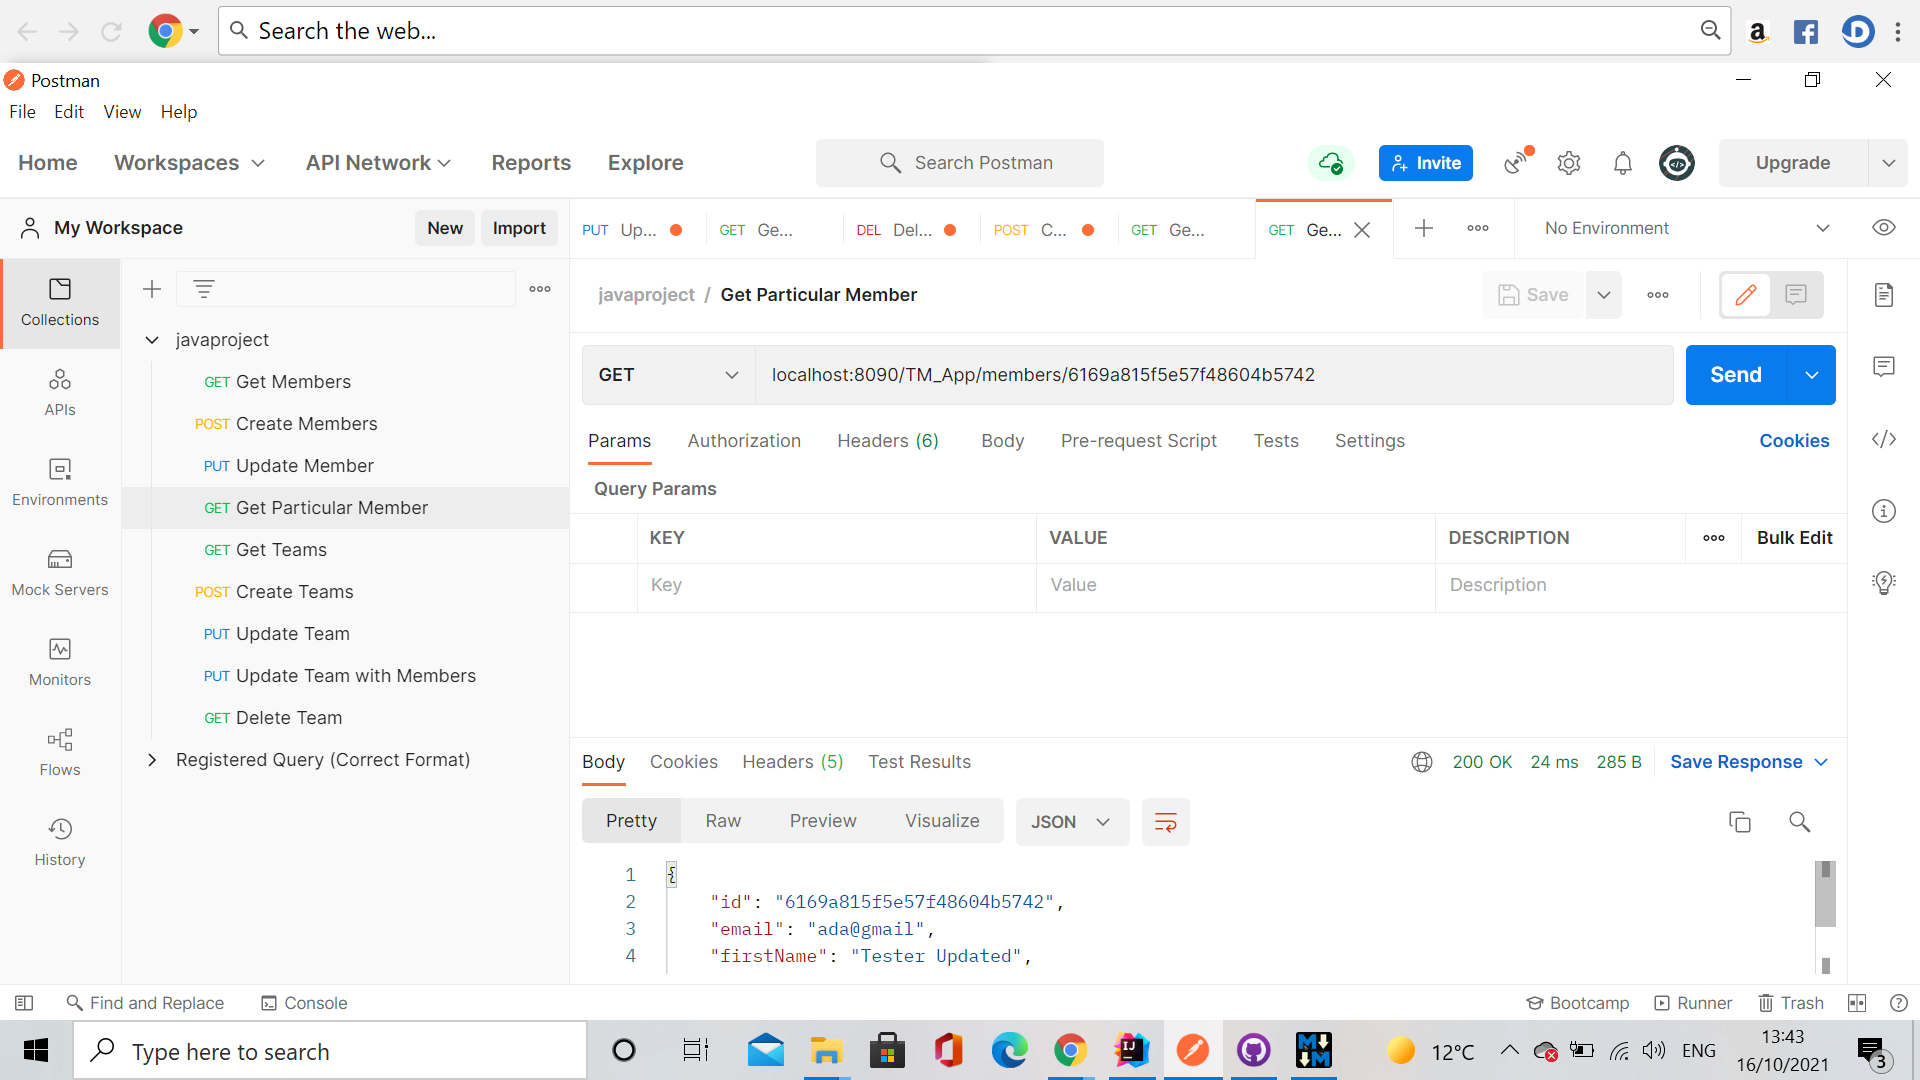 Search the web...
Postman
File Edit View Help
Home Workspaces API Network Reports Explore Search Postman Invite Upgrade
My Workspace New Import
PUT Up... GET Ge... DEL Del... POST C... GET Ge... GET Ge... No Environment
Collections
APIs
Environments
Mock Servers
Monitors
Flows
History
javaproject
GET Get Members
POST Create Members
PUT Update Member
GET Get Particular Member
GET Get Teams
POST Create Teams
PUT Update Team
PUT Update Team with Members
GET Delete Team
Registered Query (Correct Format)
javaproject / Get Particular Member Save
GET localhost:8090/TM_App/members/6169a815f5e57f48604b5742 Send
Params Authorization Headers (6) Body Pre-request Script Tests Settings Cookies
Query Params
KEY VALUE DESCRIPTION Bulk Edit
Key Value Description
Body Cookies Headers (5) Test Results 200 OK 24 ms 285 B Save Response
Pretty Raw Preview Visualize JSON
1 {
2 "id": "6169a815f5e57f48604b5742",
3 "email": "ada@gmail",
4 "firstName": "Tester Updated",
Find and Replace Console Bootcamp Runner Trash
Type here to search 12°C ENG 13:43
16/10/2021 3